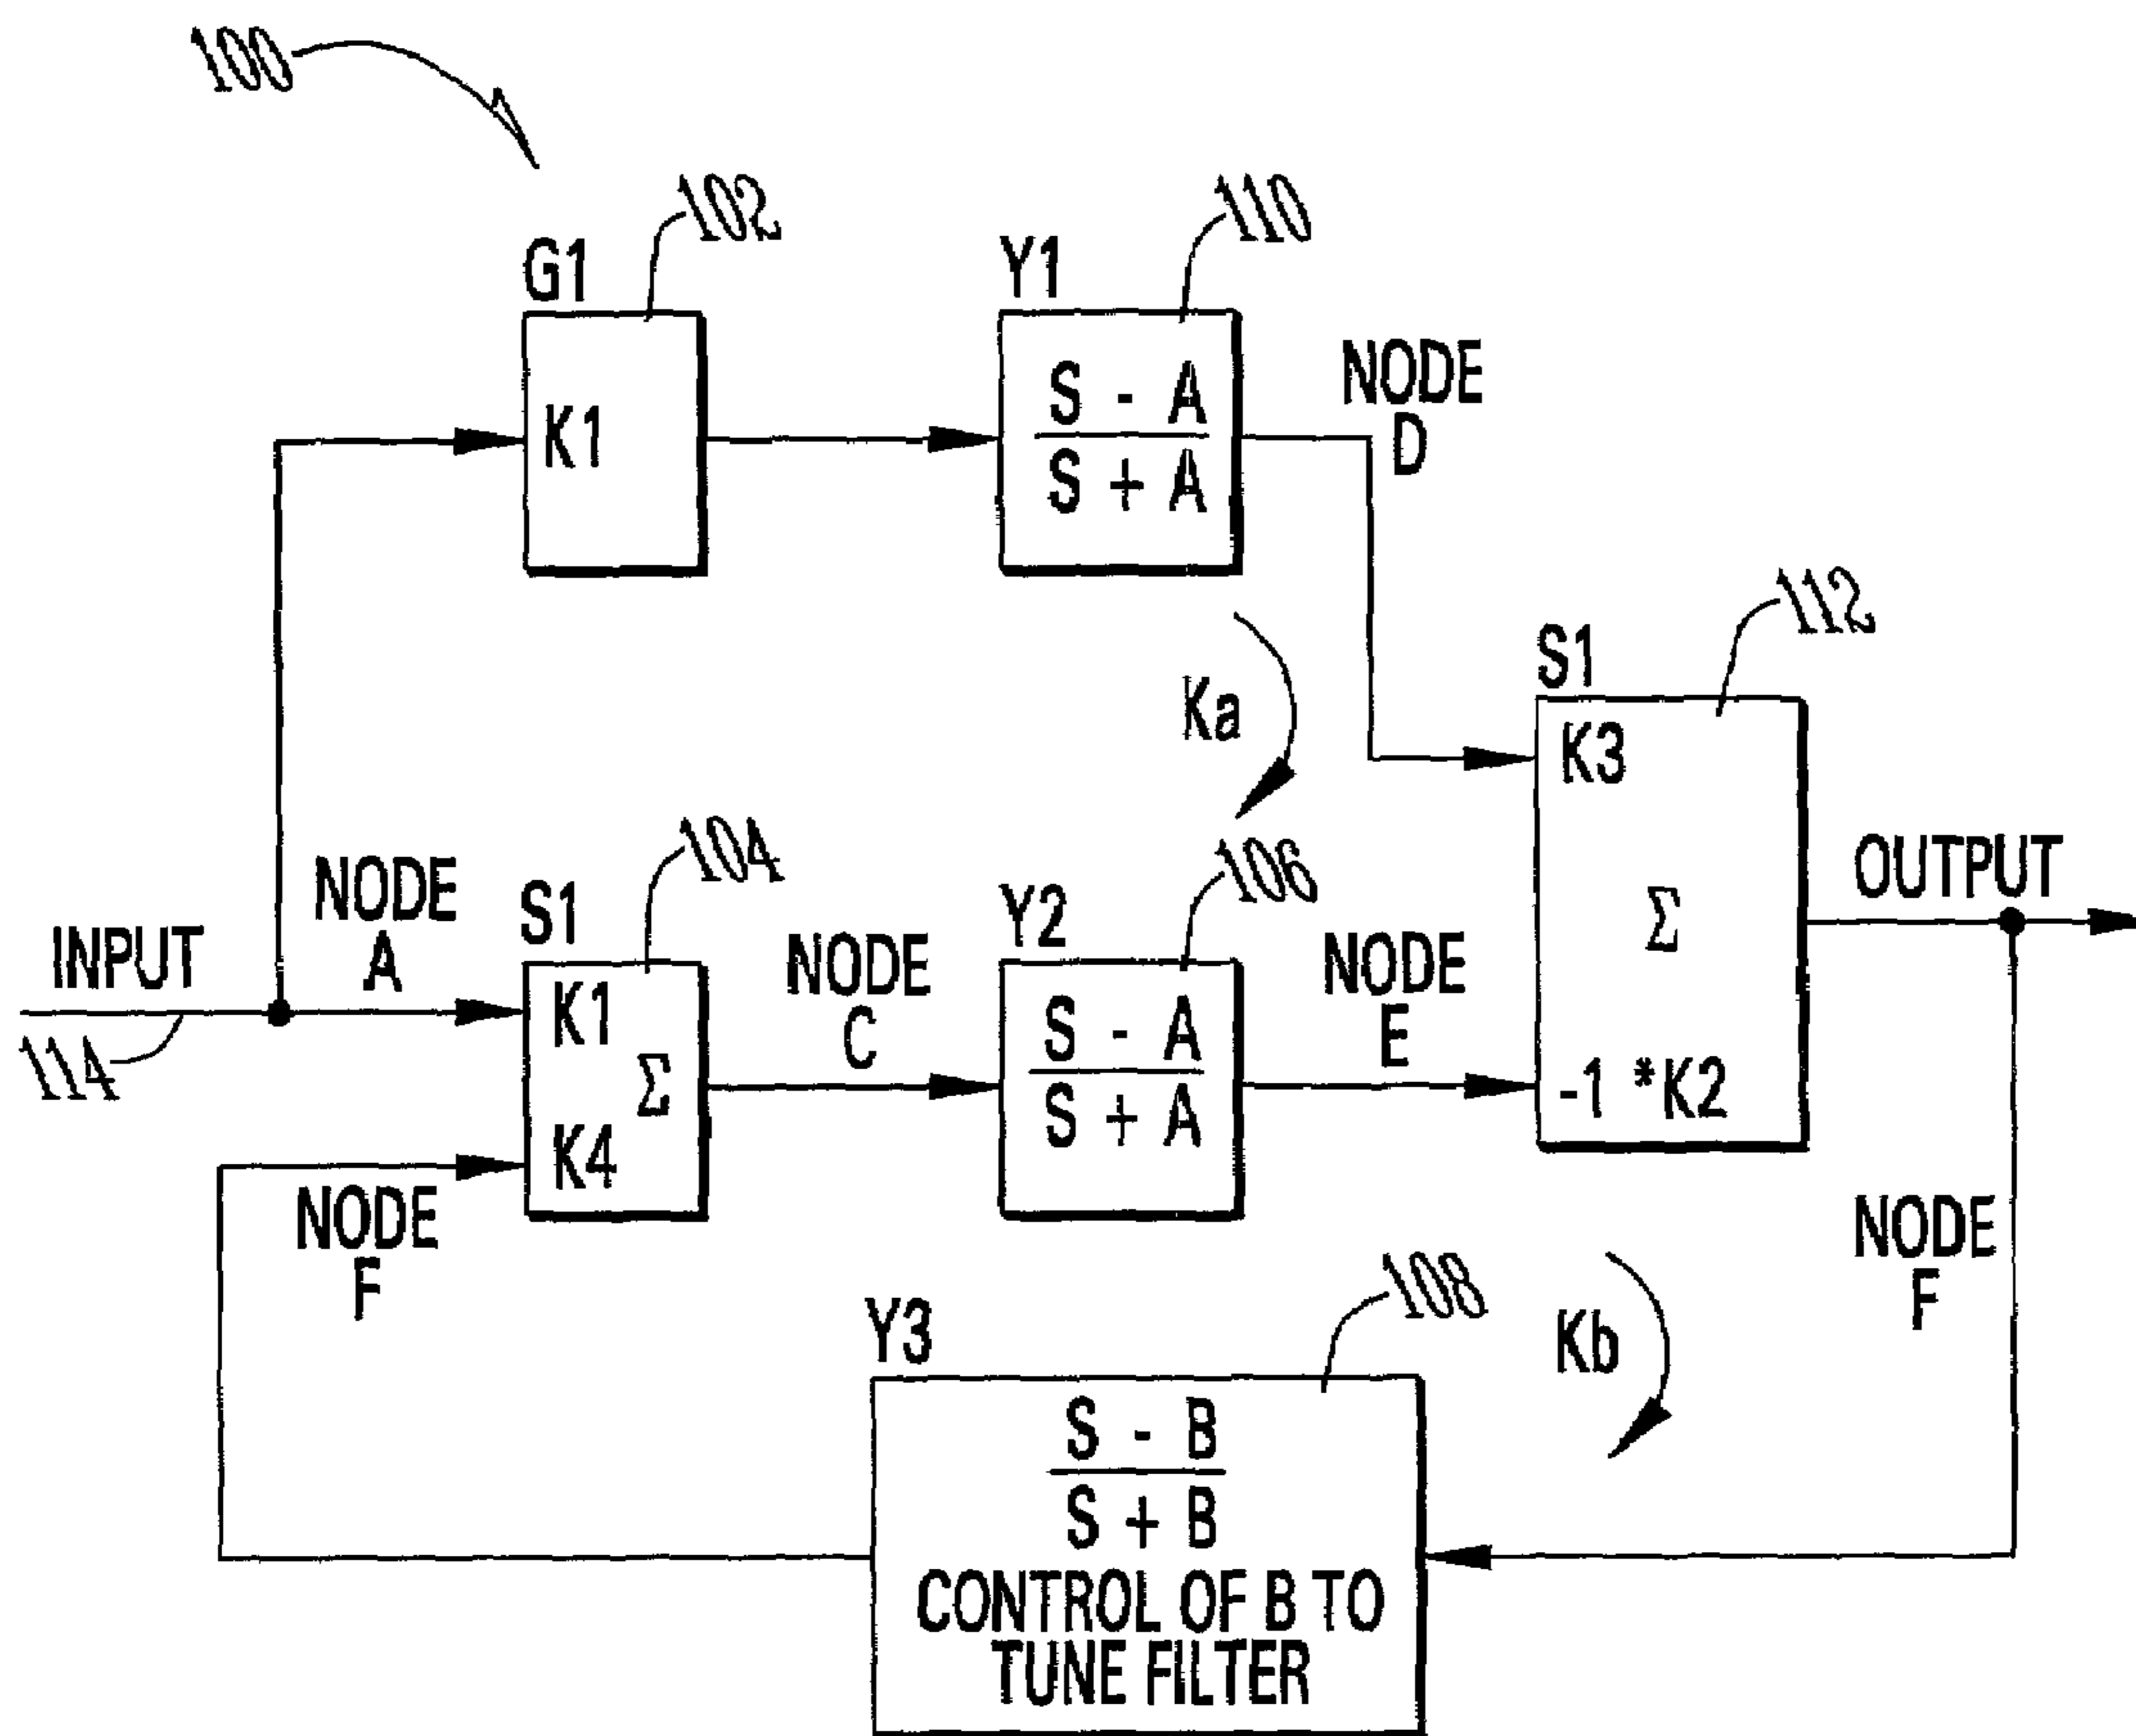 100
102
G1
K1
110
Y1
S - A
S + A
NODE
D
112
S1
K3
Σ
-1 *K2
Ka
OUTPUT
INPUT
114
NODE
A
104
S1
K1
Σ
K4
NODE
C
106
Y2
S - A
S + A
NODE
E
NODE
F
NODE
F
Kb
108
Y3
S - B
S + B
CONTROL OF B TO
TUNE FILTER